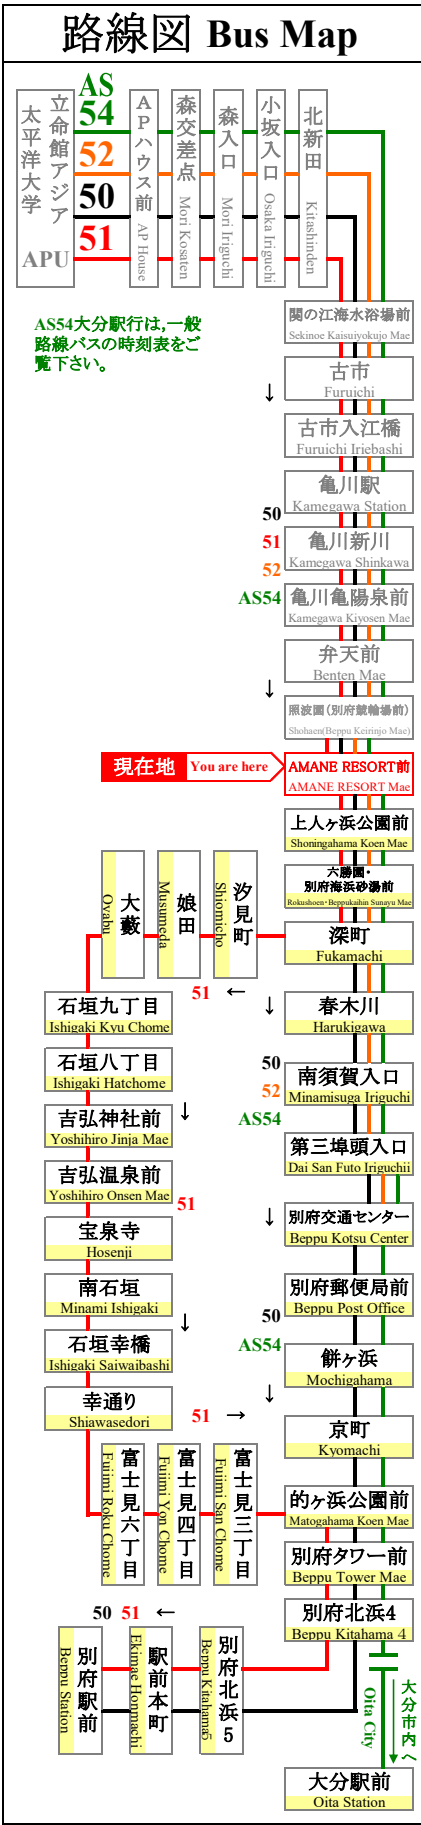 路線図 Bus Map
AS
54
52
50
51
立命館アジア
太平洋大学
APU
APハウス前
AP House
森交差点
Mori Kosaten
森入口
Mori Iriguchi
小坂入口
Osaka Iriguchi
北新田
Kitashinden
AS54大分駅行は,一般
路線バスの時刻表をご
覧下さい。
関の江海水浴場前
Sekinoe Kaisuiyokujo Mae
古市
Furuichi
↓
古市入江橋
Furuichi Iriebashi
亀川駅
Kamegawa Station
50
51
52
AS54
亀川新川
Kamegawa Shinkawa
亀川亀陽泉前
Kamegawa Kiyosen Mae
弁天前
Benten Mae
↓
照波園(別府競輪場前)
Shohaen(Beppu Keirinjo Mae)
現在地 You are here
AMANE RESORT前
AMANE RESORT Mae
上人ヶ浜公園前
Shoningahama Koen Mae
六勝園・
別府海浜砂湯前
Rokushoen・Beppukaihin Sunayu Mae
深町
Fukamachi
汐見町
Shiomicho
娘田
Musumeda
大藪
Oyabu
51 ←
石垣九丁目
Ishigaki Kyu Chome
石垣八丁目
Ishigaki Hatchome
吉弘神社前
Yoshihiro Jinja Mae
↓
吉弘温泉前
Yoshihiro Onsen Mae
51
宝泉寺
Hosenji
南石垣
Minami Ishigaki
↓
石垣幸橋
Ishigaki Saiwaibashi
幸通り
Shiawasedori
51 →
富士見六丁目
Fujimi Roku Chome
富士見四丁目
Fujimi Yon Chome
富士見三丁目
Fujimi San Chome
↓
春木川
Harukigawa
50
52
AS54
南須賀入口
Minamisuga Iriguchi
第三埠頭入口
Dai San Futo Iriguchii
↓
別府交通センター
Beppu Kotsu Center
別府郵便局前
Beppu Post Office
50
AS54
餅ヶ浜
Mochigahama
↓
京町
Kyomachi
的ヶ浜公園前
Matogahama Koen Mae
別府タワー前
Beppu Tower Mae
別府北浜4
Beppu Kitahama 4
50 51 ←
別府北浜5
Beppu Kitahama5
駅前本町
Ekimae Honmachi
別府駅前
Beppu Station
大分市内へ
Oita City
大分駅前
Oita Station